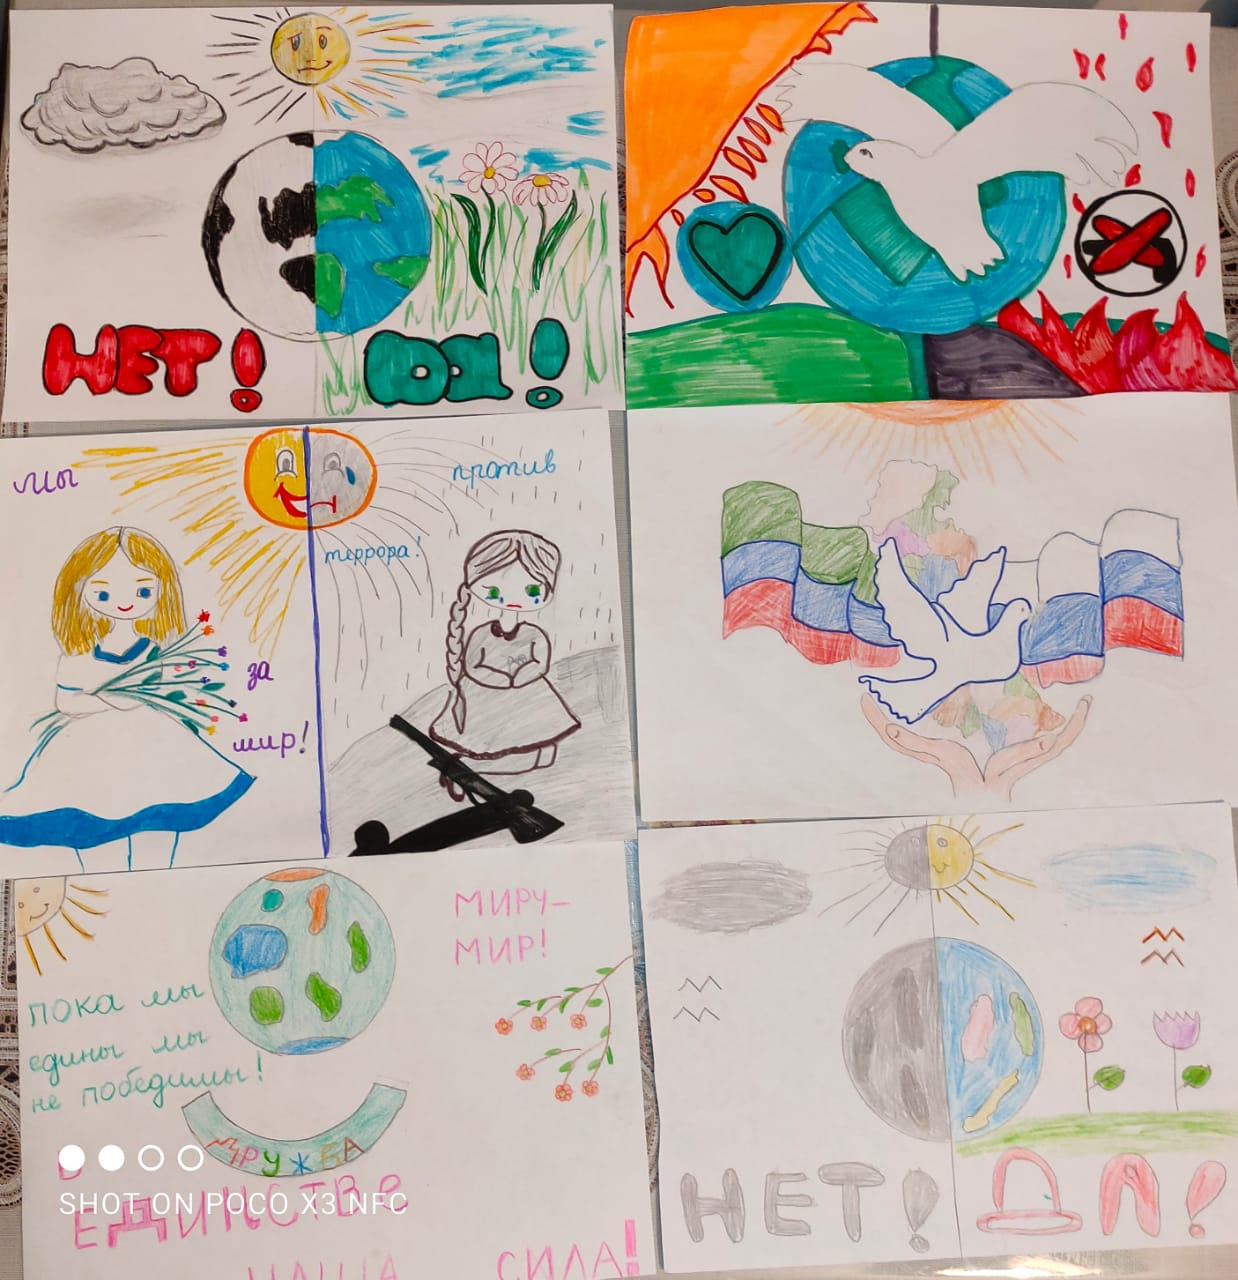 НЕТ!
ДА!
мы
за
мир!
против
террора!
пока мы
едины мы
не победимы!
МИРУ-
МИР!
ДРУЖБА
В
ЕДИНСТВЕ
НАША
СИЛА!
НЕТ!
ДА!
SHOT ON POCO X3 NFC